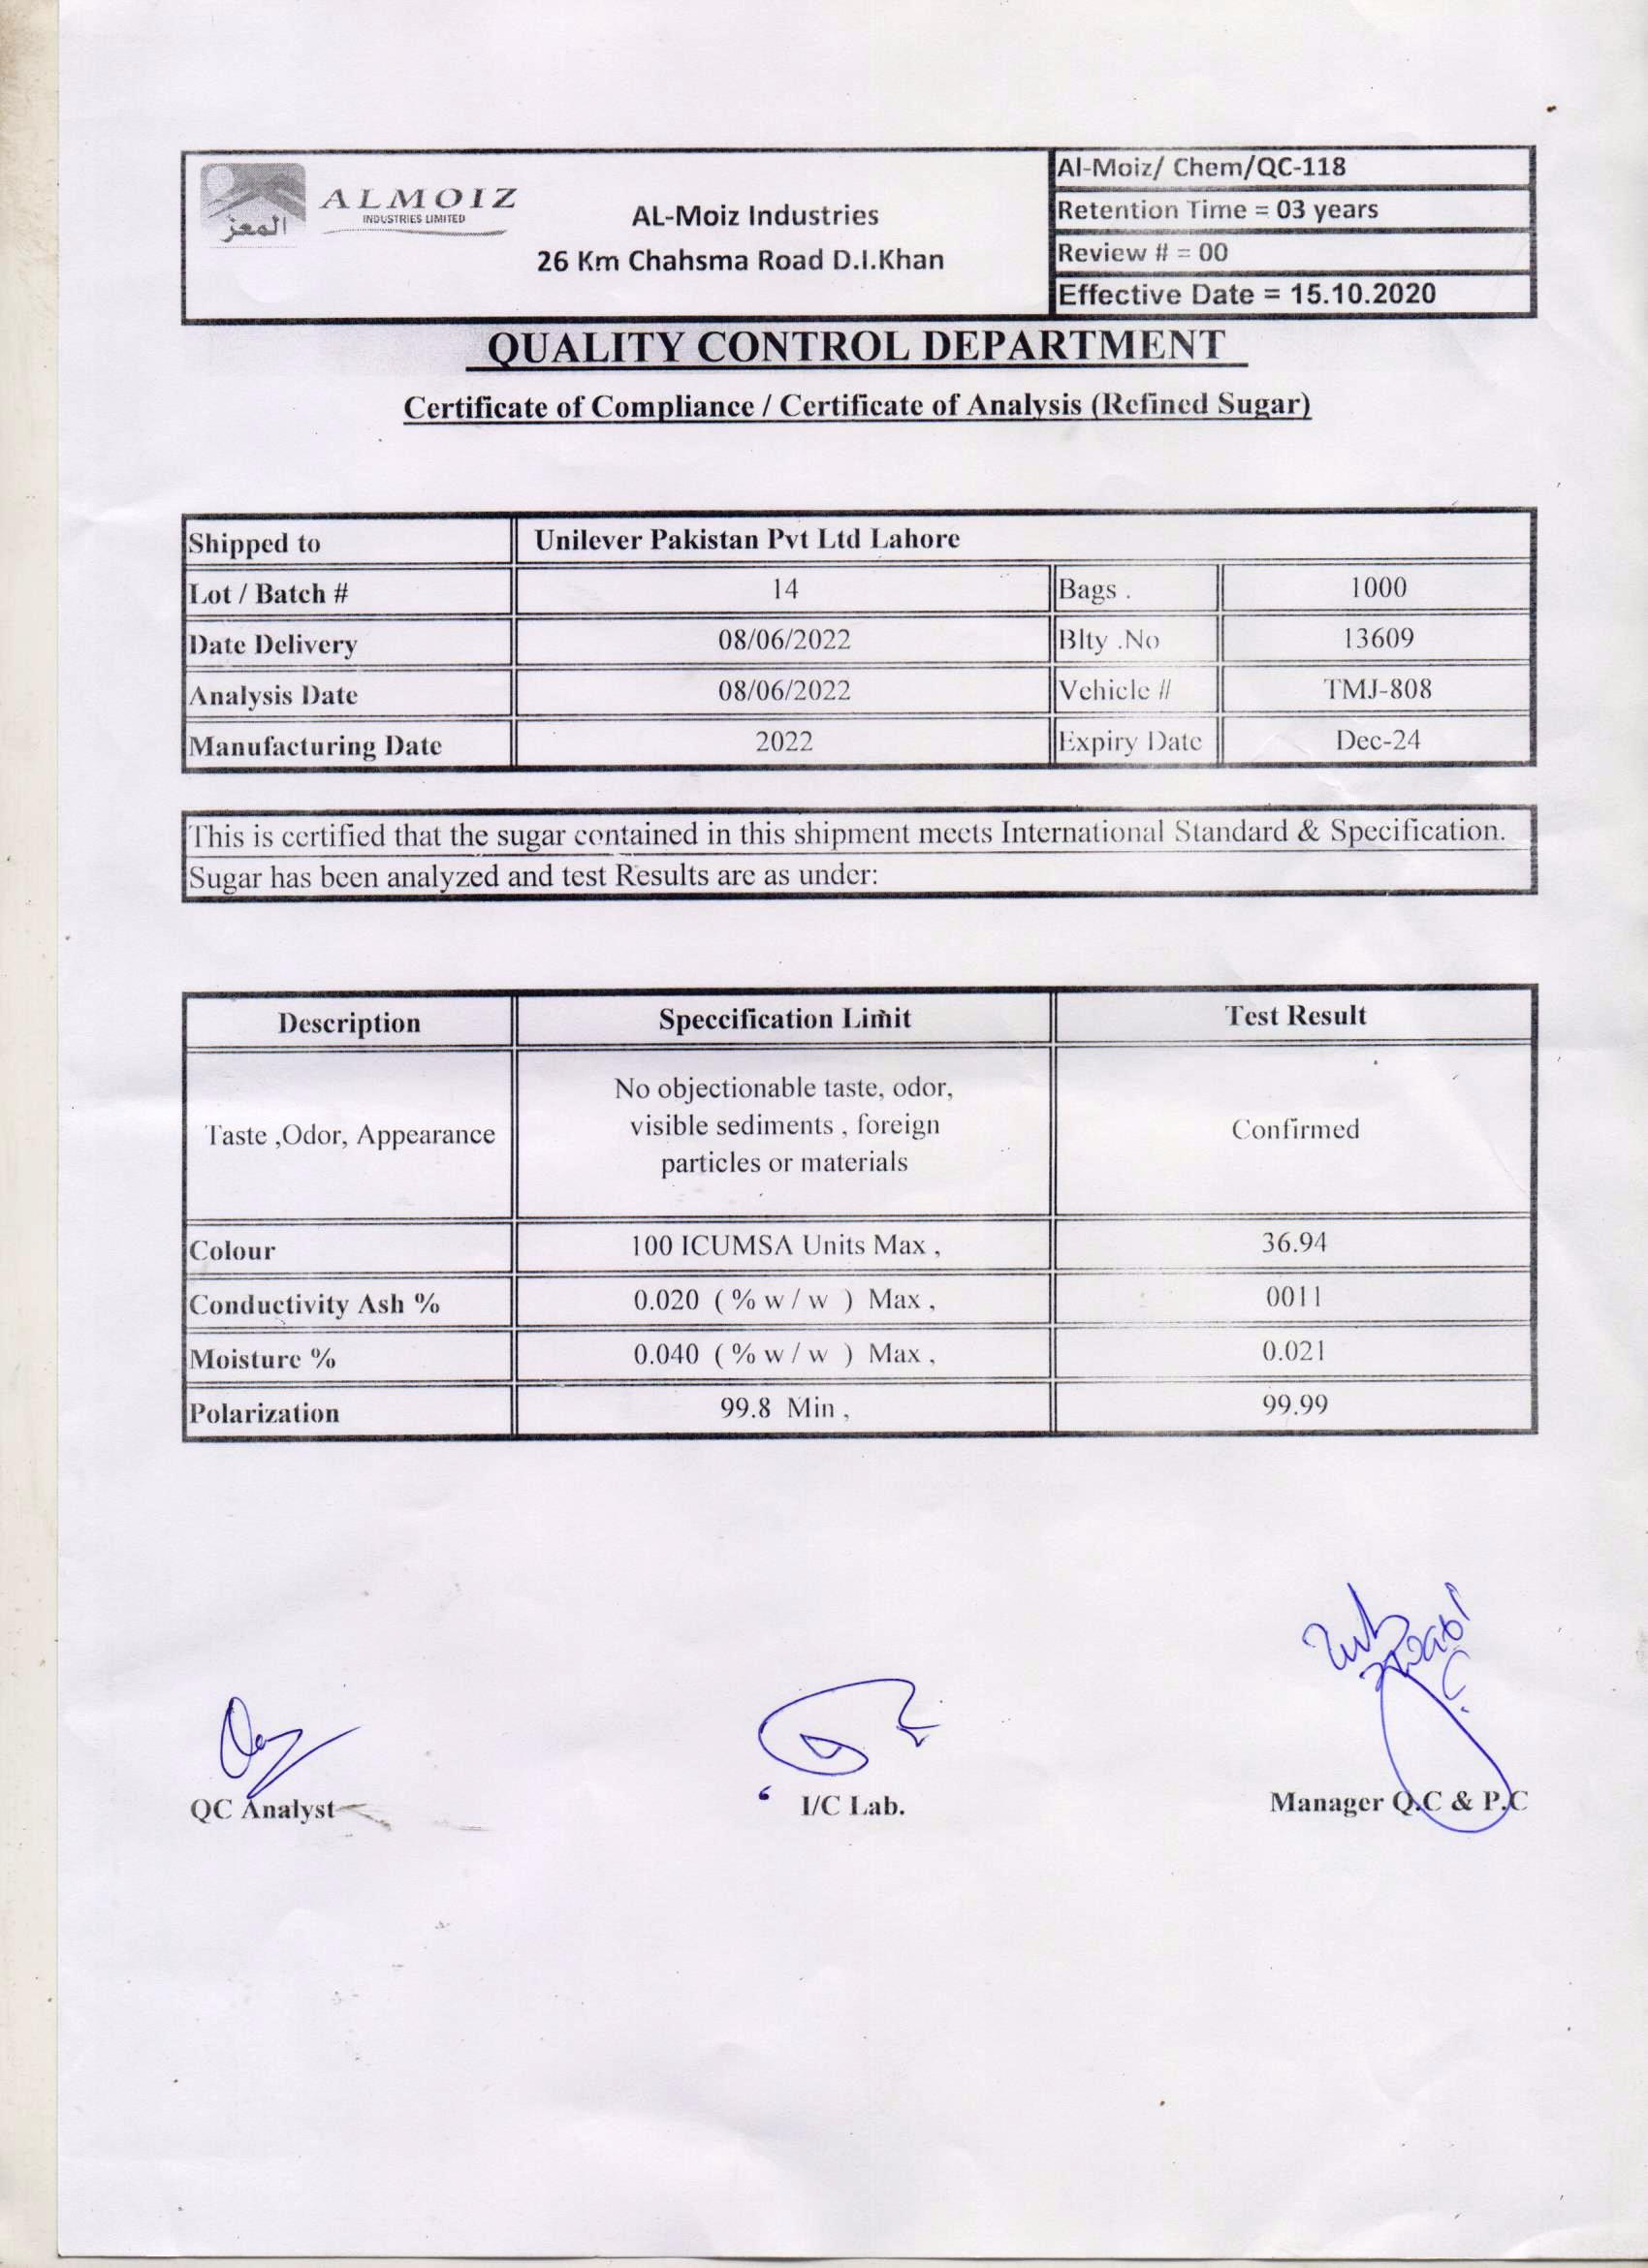 ALMOIZ
INDUSTRIES LIMITED
المعز
AL-Moiz Industries
26 Km Chahsma Road D.I.Khan
Al-Moiz/ Chem/QC-118
Retention Time = 03 years
Review # = 00
Effective Date = 15.10.2020
QUALITY CONTROL DEPARTMENT
Certificate of Compliance / Certificate of Analysis (Refined Sugar)
Shipped to Unilever Pakistan Pvt Ltd Lahore
Lot / Batch # 14 Bags . 1000
Date Delivery 08/06/2022 Blty .No 13609
Analysis Date 08/06/2022 Vehicle # TMJ-808
Manufacturing Date 2022 Expiry Date Dec-24
This is certified that the sugar contained in this shipment meets International Standard & Specification.
Sugar has been analyzed and test Results are as under:
Description Speccification Limit Test Result
Taste ,Odor, Appearance No objectionable taste, odor,
visible sediments , foreign Confirmed
particles or materials
Colour 100 ICUMSA Units Max , 36.94
Conductivity Ash % 0.020 ( % w / w ) Max , 0011
Moisture % 0.040 ( % w / w ) Max , 0.021
Polarization 99.8 Min , 99.99
QC Analyst I/C Lab. Manager Q.C & P.C